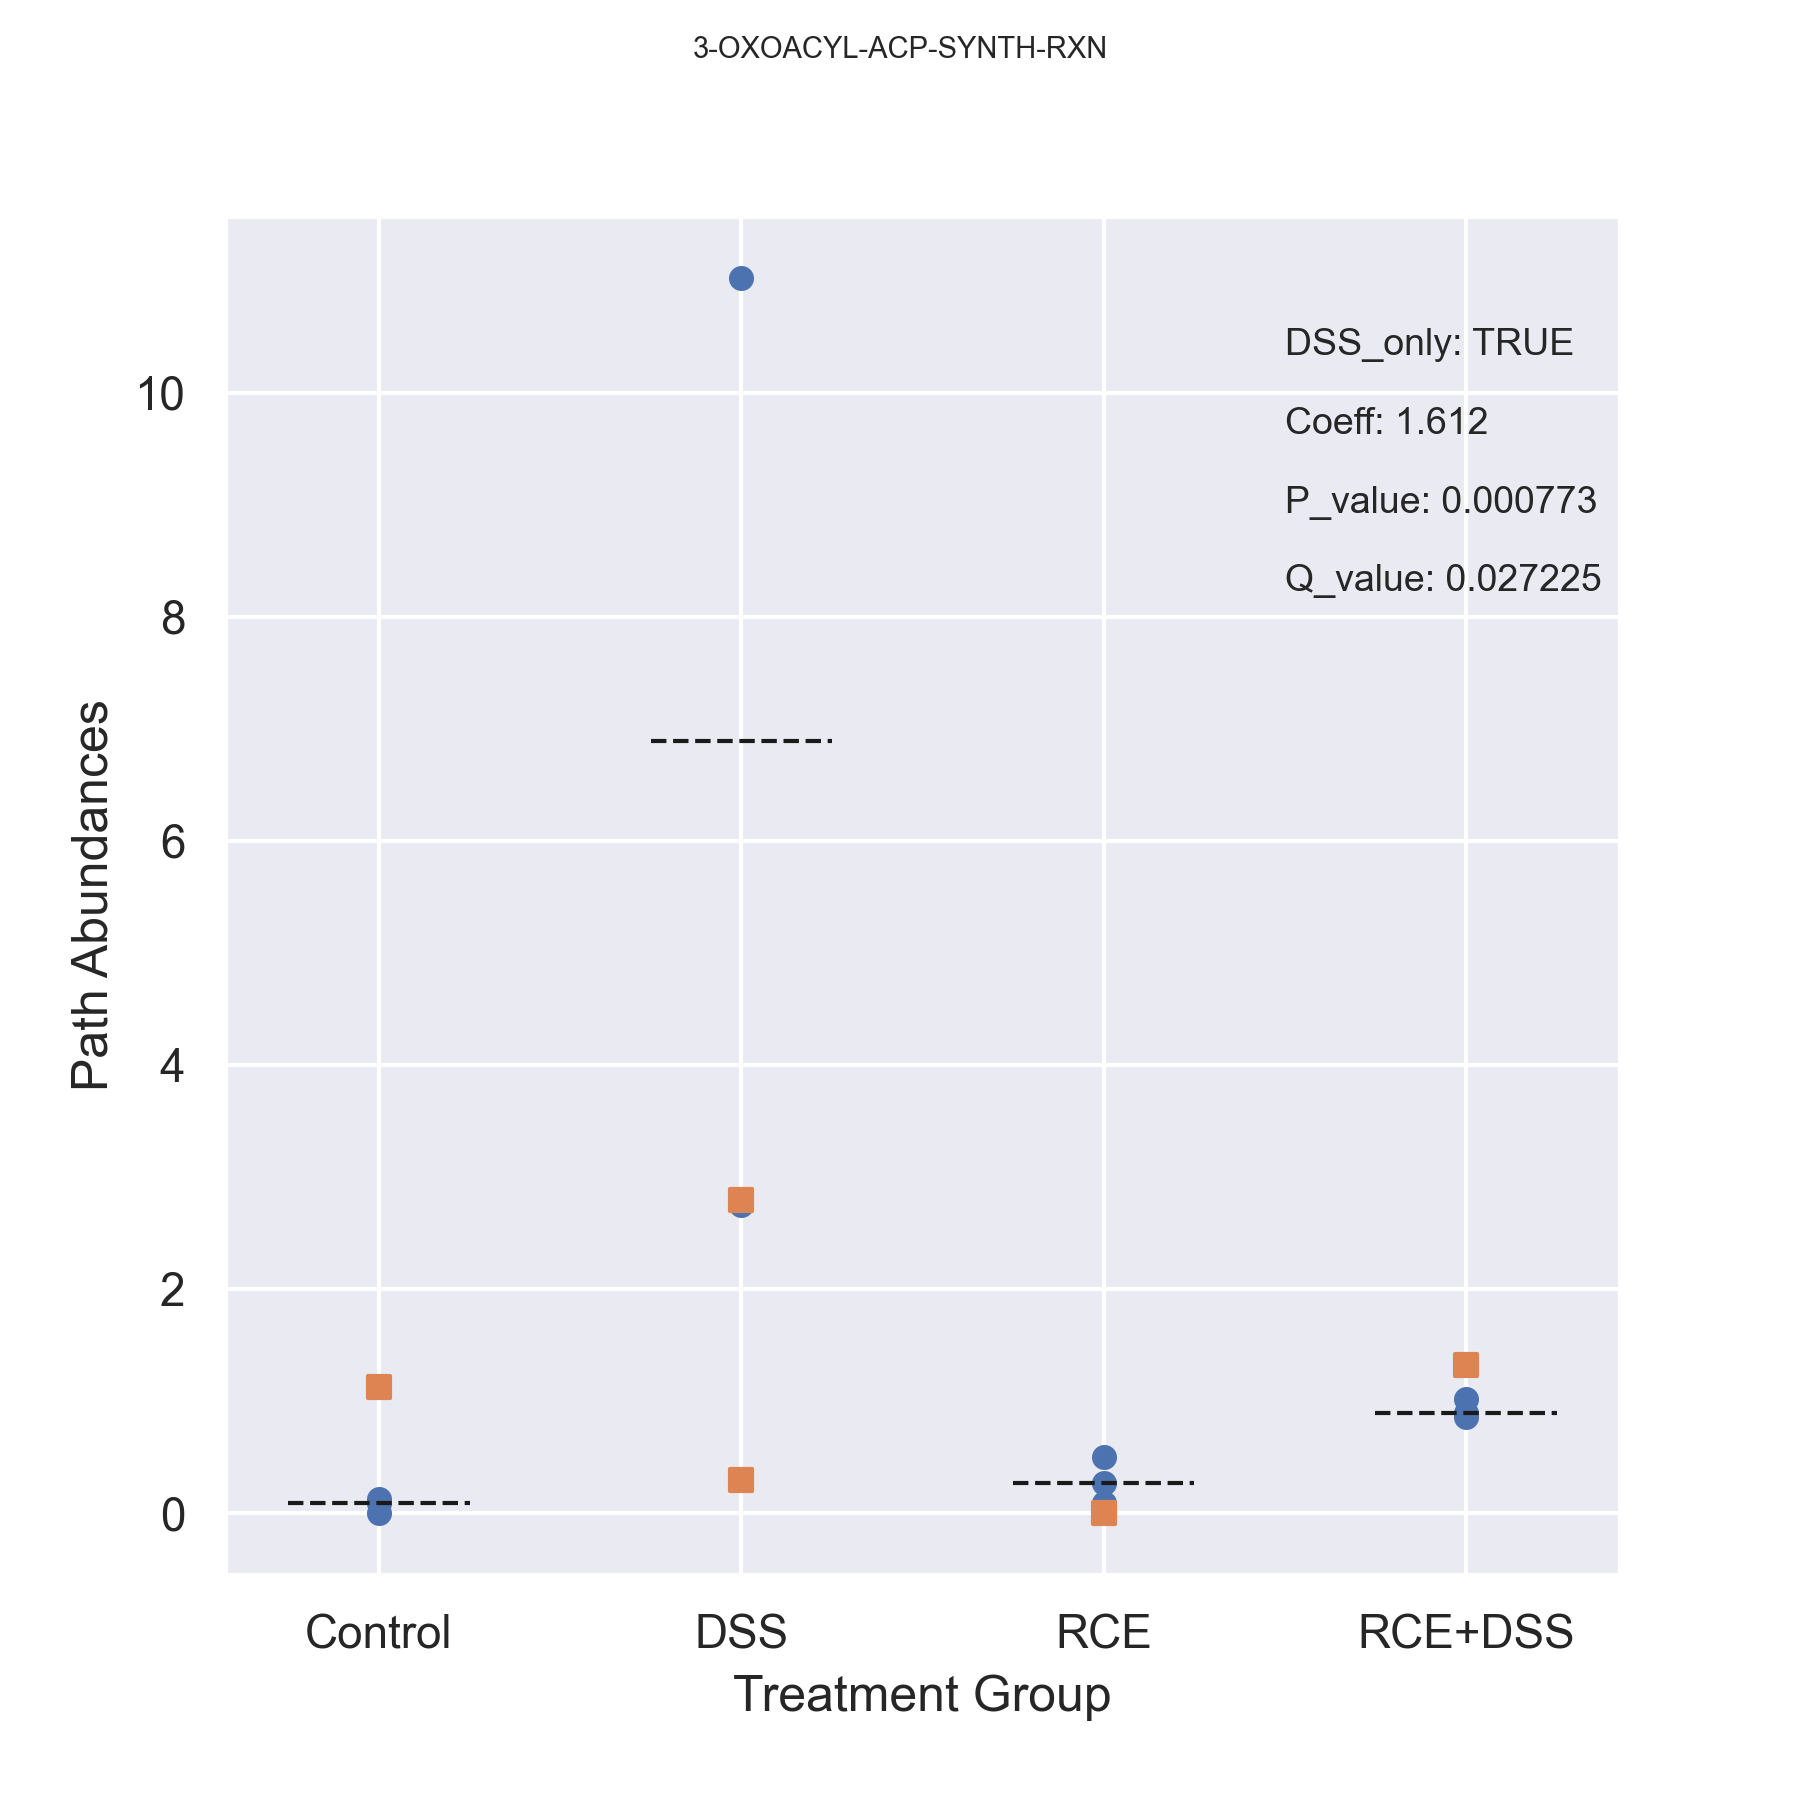 3-OXOACYL-ACP-SYNTH-RXN
DSS_only: TRUE
Coeff: 1.612
P_value: 0.000773
Q_value: 0.027225
Path Abundances
10
8
6
4
2
0
Control DSS RCE RCE+DSS
Treatment Group